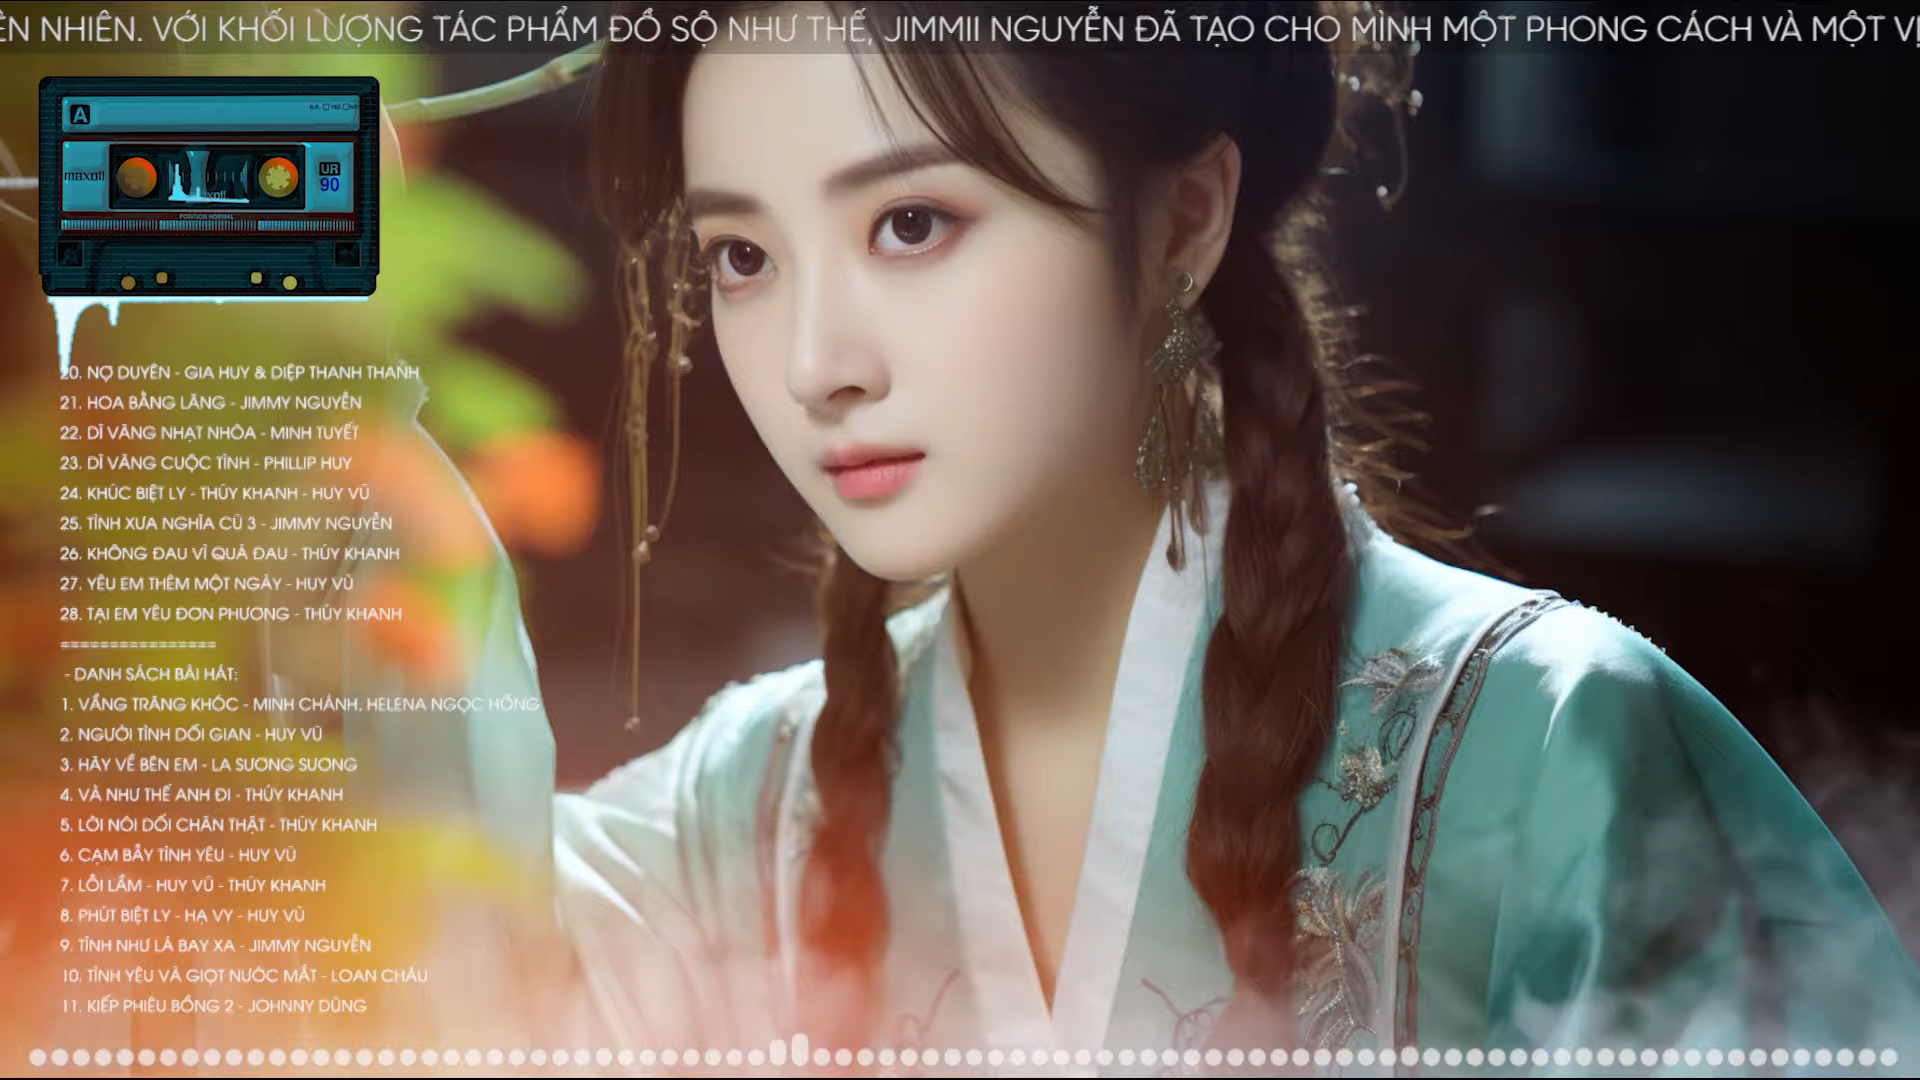 ÊN NHIÊN. VỚI KHỐI LƯỢNG TÁC PHẨM ĐỒ SỘ NHƯ THẾ, JIMMII NGUYỄN ĐÃ TẠO CHO MÌNH MỘT PHONG CÁCH VÀ MỘT VỊ
A
maxell
UR
90
POSITION NORMAL
20. NỢ DUYÊN - GIA HUY & DIỆP THANH THANH
21. HOA BẰNG LĂNG - JIMMY NGUYỄN
22. DĨ VÃNG NHẠT NHÒA - MINH TUYẾT
23. DĨ VÃNG CUỘC TÌNH - PHILLIP HUY
24. KHÚC BIỆT LY - THÚY KHANH - HUY VŨ
25. TÌNH XƯA NGHĨA CŨ 3 - JIMMY NGUYỄN
26. KHÔNG ĐAU VÌ QUÁ ĐAU - THÚY KHANH
27. YÊU EM THÊM MỘT NGÀY - HUY VŨ
28. TẠI EM YÊU ĐƠN PHƯƠNG - THÚY KHANH
================
- DANH SÁCH BÀI HÁT:
1. VẦNG TRĂNG KHÓC - MINH CHÁNH, HELENA NGỌC HỒNG
2. NGƯỜI TÌNH DỐI GIAN - HUY VŨ
3. HÃY VỀ BÊN EM - LA SƯƠNG SƯƠNG
4. VÀ NHƯ THẾ ANH ĐI - THÚY KHANH
5. LỜI NÓI DỐI CHÂN THẬT - THÚY KHANH
6. CẠM BẪY TÌNH YÊU - HUY VŨ
7. LỖI LẦM - HUY VŨ - THÚY KHANH
8. PHÚT BIỆT LY - HẠ VY - HUY VŨ
9. TÌNH NHƯ LÁ BAY XA - JIMMY NGUYỄN
10. TÌNH YÊU VÀ GIỌT NƯỚC MẮT - LOAN CHÂU
11. KIẾP PHIÊU BỒNG 2 - JOHNNY DŨNG